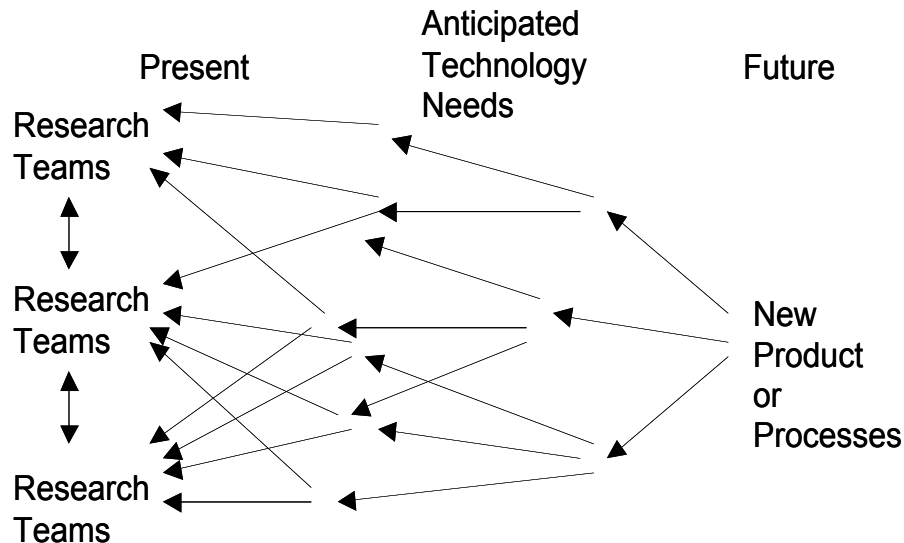 Present
Anticipated
Technology
Needs
Future
Research
Teams
Research
Teams
Research
Teams
New
Product
or
Processes